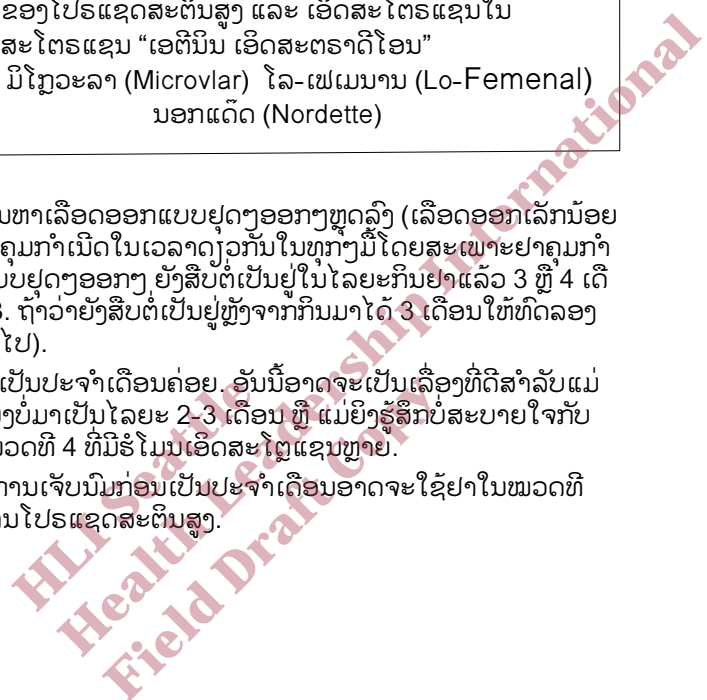 ຂອງໂປຣແຊດສະຕິນສູງ ແລະ ເອິດສະໂຕຣແຊນໃນ
ສະໂຕຣແຊນ “ເອຕີນິນ ເອິດສະຕຣາດີໂອນ”
ມີໂກຼວະລາ (Microvlar) ໂລ-ເຟເມນານ (Lo-Femenal)
ນອກແດ໊ດ (Nordette)
ນຫາເລືອດອອກແບບຢຸດໆອອກໆຫຼຸດລົງ (ເລືອດອອກເລັກນ້ອຍ
ຄຸມກຳເນີດໃນເວລາດຽວກັນໃນທຸກໆມື້ໂດຍສະເພາະຢາຄຸມກຳ
ບບຢຸດໆອອກໆ ຍັງສືບຕໍ່ເປັນຢູ່ໃນໄລຍະກິນຢາແລ້ວ 3 ຫຼື 4 ເດື
3. ຖ້າວ່າຍັງສືບຕໍ່ເປັນຢູ່ຫຼັງຈາກກິນມາໄດ້ 3 ເດືອນໃຫ້ທົດລອງ
ໄປ).
ເປັນປະຈຳເດືອນຄ່ອຍ. ອັນນີ້ອາດຈະເປັນເລື່ອງທີ່ດີສຳລັບແມ່
ຍັງບໍ່ມາເປັນໄລຍະ 2-3 ເດືອນ ຫຼື ແມ່ຍິງຮູ້ສຶກບໍ່ສະບາຍໃຈກັບ
ມວດທີ 4 ທີ່ມີຮໍໂມນເອິດສະໂຕຼແຊນຫຼາຍ.
ານເຈັບນົມກ່ອນເປັນປະຈຳເດືອນອາດຈະໃຊ້ຢາໃນໝວດທີ
ນໂປຣແຊດສະຕິນສູງ.
HLI Seattle
Health Leadership International
Field Draft Copy